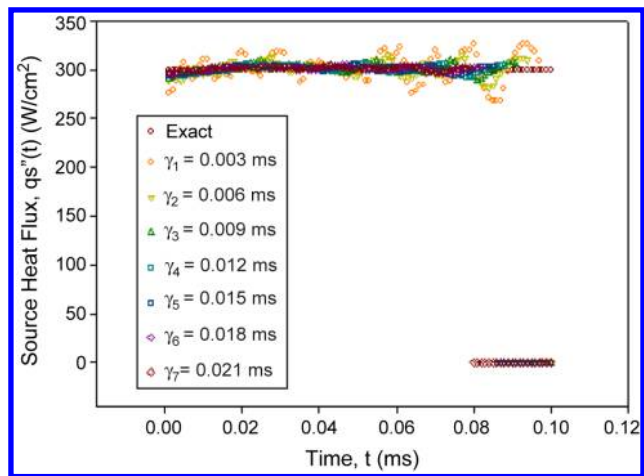 350
300
250
200
150
100
50
0
Source Heat Flux, qs"(t) (W/cm²)
Exact
γ₁ = 0.003 ms
γ₂ = 0.006 ms
γ₃ = 0.009 ms
γ₄ = 0.012 ms
γ₅ = 0.015 ms
γ₆ = 0.018 ms
γ₇= 0.021 ms
0.00 0.02 0.04 0.06 0.08 0.10 0.12
Time, t (ms)